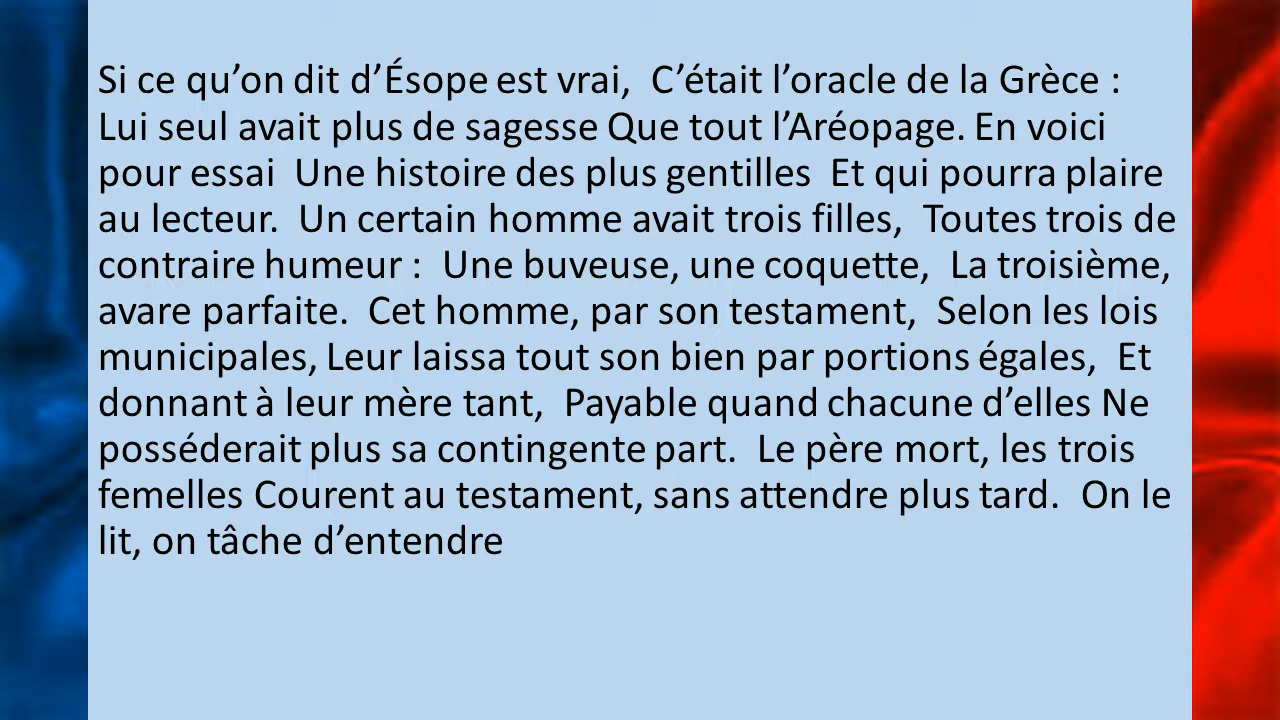 Si ce qu’on dit d’Ésope est vrai,  C’était l’oracle de la Grèce :
Lui seul avait plus de sagesse Que tout l’Aréopage. En voici
pour essai  Une histoire des plus gentilles  Et qui pourra plaire
au lecteur.  Un certain homme avait trois filles,  Toutes trois de
contraire humeur :  Une buveuse, une coquette,  La troisième,
avare parfaite.  Cet homme, par son testament,  Selon les lois
municipales, Leur laissa tout son bien par portions égales,  Et
donnant à leur mère tant,  Payable quand chacune d’elles Ne
posséderait plus sa contingente part.  Le père mort, les trois
femelles Courent au testament, sans attendre plus tard.  On le
lit, on tâche d’entendre